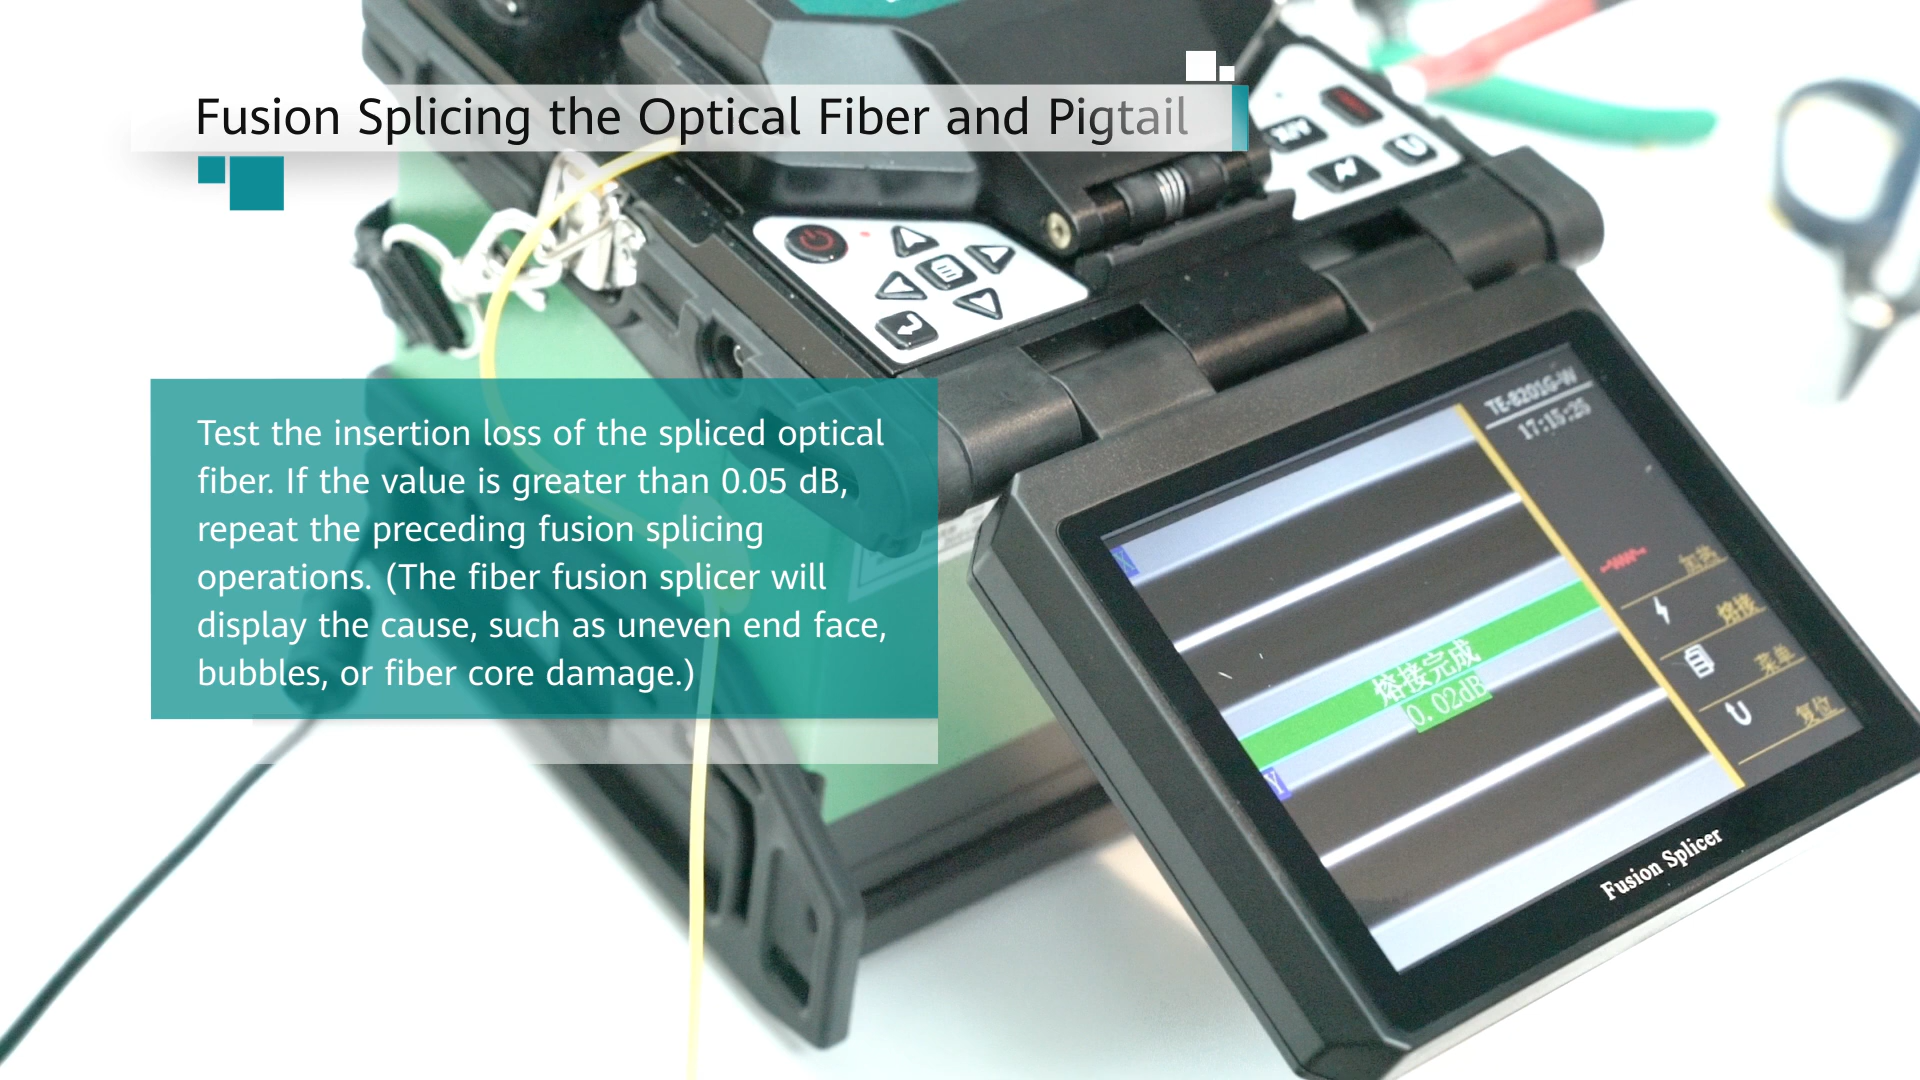 Fusion Splicing the Optical Fiber and Pigtail
Test the insertion loss of the spliced optical
fiber. If the value is greater than 0.05 dB,
repeat the preceding fusion splicing
operations. (The fiber fusion splicer will
display the cause, such as uneven end face,
bubbles, or fiber core damage.)
TE-8201G-W
17:15:25
X
加热
熔接
熔接完成
0.02dB
菜单
复位
Y
Fusion Splicer
X/Y